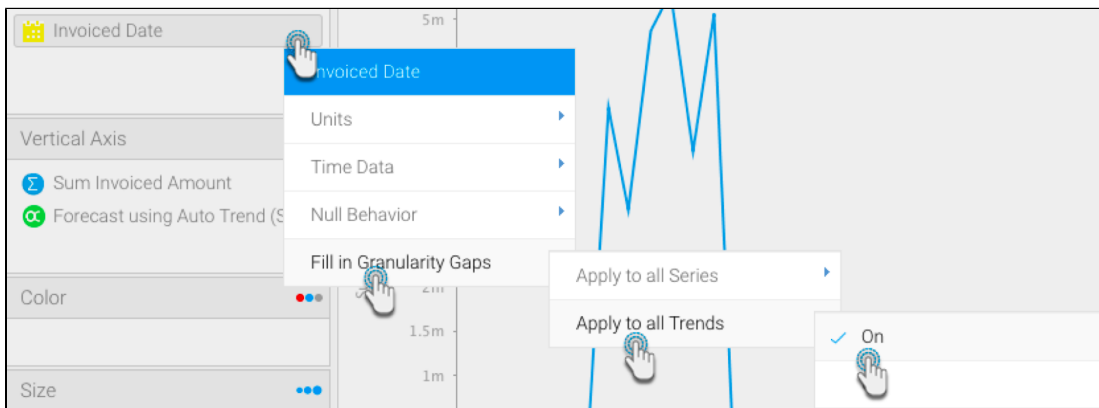 Invoiced Date
5m
Invoiced Date
Units
Time Data
Null Behavior
Fill in Granularity Gaps
Vertical Axis
Sum Invoiced Amount
Forecast using Auto Trend (S
2m
Apply to all Series
Apply to all Trends
On
Color
1.5m
1m
Size